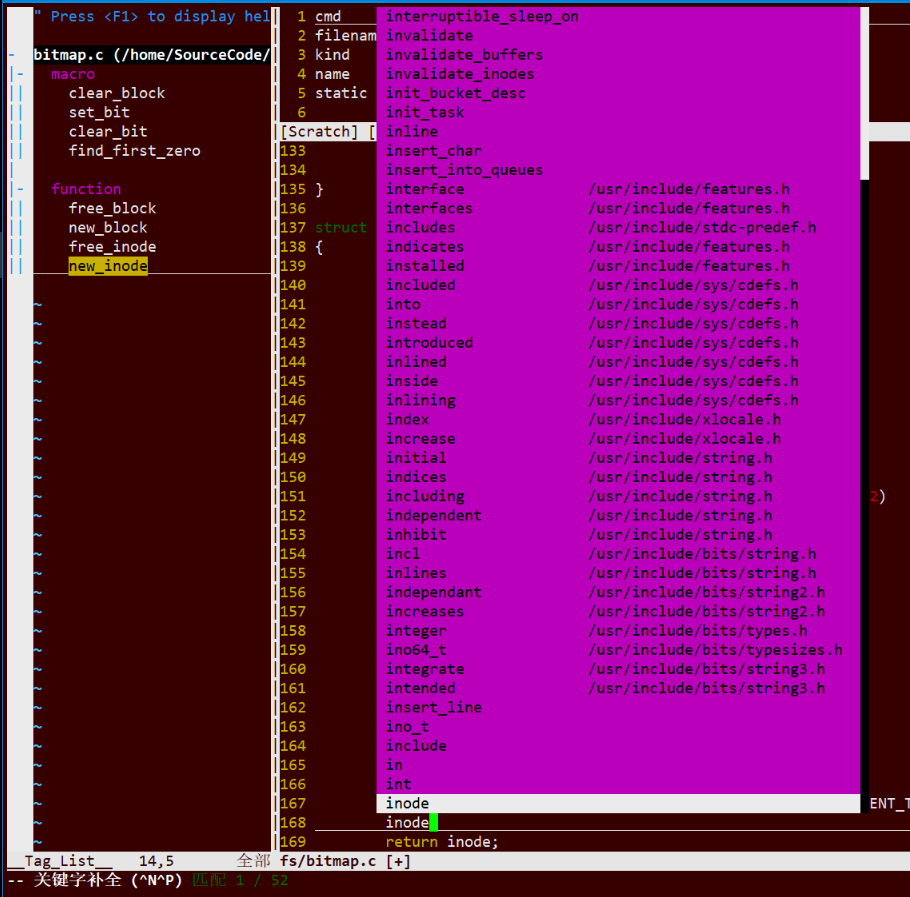 " Press <F1> to display hel
bitmap.c (/home/SourceCode/
macro
clear_block
set_bit
clear_bit
find_first_zero
function
free_block
new_block
free_inode
new_inode
__Tag_List__ 14,5 全部
1 cmd
2 filenam
3 kind
4 name
5 static
6
[Scratch] [
133
134
135 }
136
137 struct
138 {
139
140
141
142
143
144
145
146
147
148
149
150
151 2)
152
153
154
155
156
157
158
159
160
161
162
163
164
165
166
167 ENT_T
168 inode
169 return inode;
interruptible_sleep_on
invalidate
invalidate_buffers
invalidate_inodes
init_bucket_desc
init_task
inline
insert_char
insert_into_queues
interface /usr/include/features.h
interfaces /usr/include/features.h
includes /usr/include/stdc-predef.h
indicates /usr/include/features.h
installed /usr/include/features.h
included /usr/include/sys/cdefs.h
into /usr/include/sys/cdefs.h
instead /usr/include/sys/cdefs.h
introduced /usr/include/sys/cdefs.h
inlined /usr/include/sys/cdefs.h
inside /usr/include/sys/cdefs.h
inlining /usr/include/sys/cdefs.h
index /usr/include/xlocale.h
increase /usr/include/xlocale.h
initial /usr/include/string.h
indices /usr/include/string.h
including /usr/include/string.h
independent /usr/include/string.h
inhibit /usr/include/string.h
incl /usr/include/bits/string.h
inlines /usr/include/bits/string.h
independant /usr/include/bits/string2.h
increases /usr/include/bits/string2.h
integer /usr/include/bits/types.h
ino64_t /usr/include/bits/typesizes.h
integrate /usr/include/bits/string3.h
intended /usr/include/bits/string3.h
insert_line
ino_t
include
in
int
inode
fs/bitmap.c [+]
-- 关键字补全 (^N^P) 匹配 1 / 52